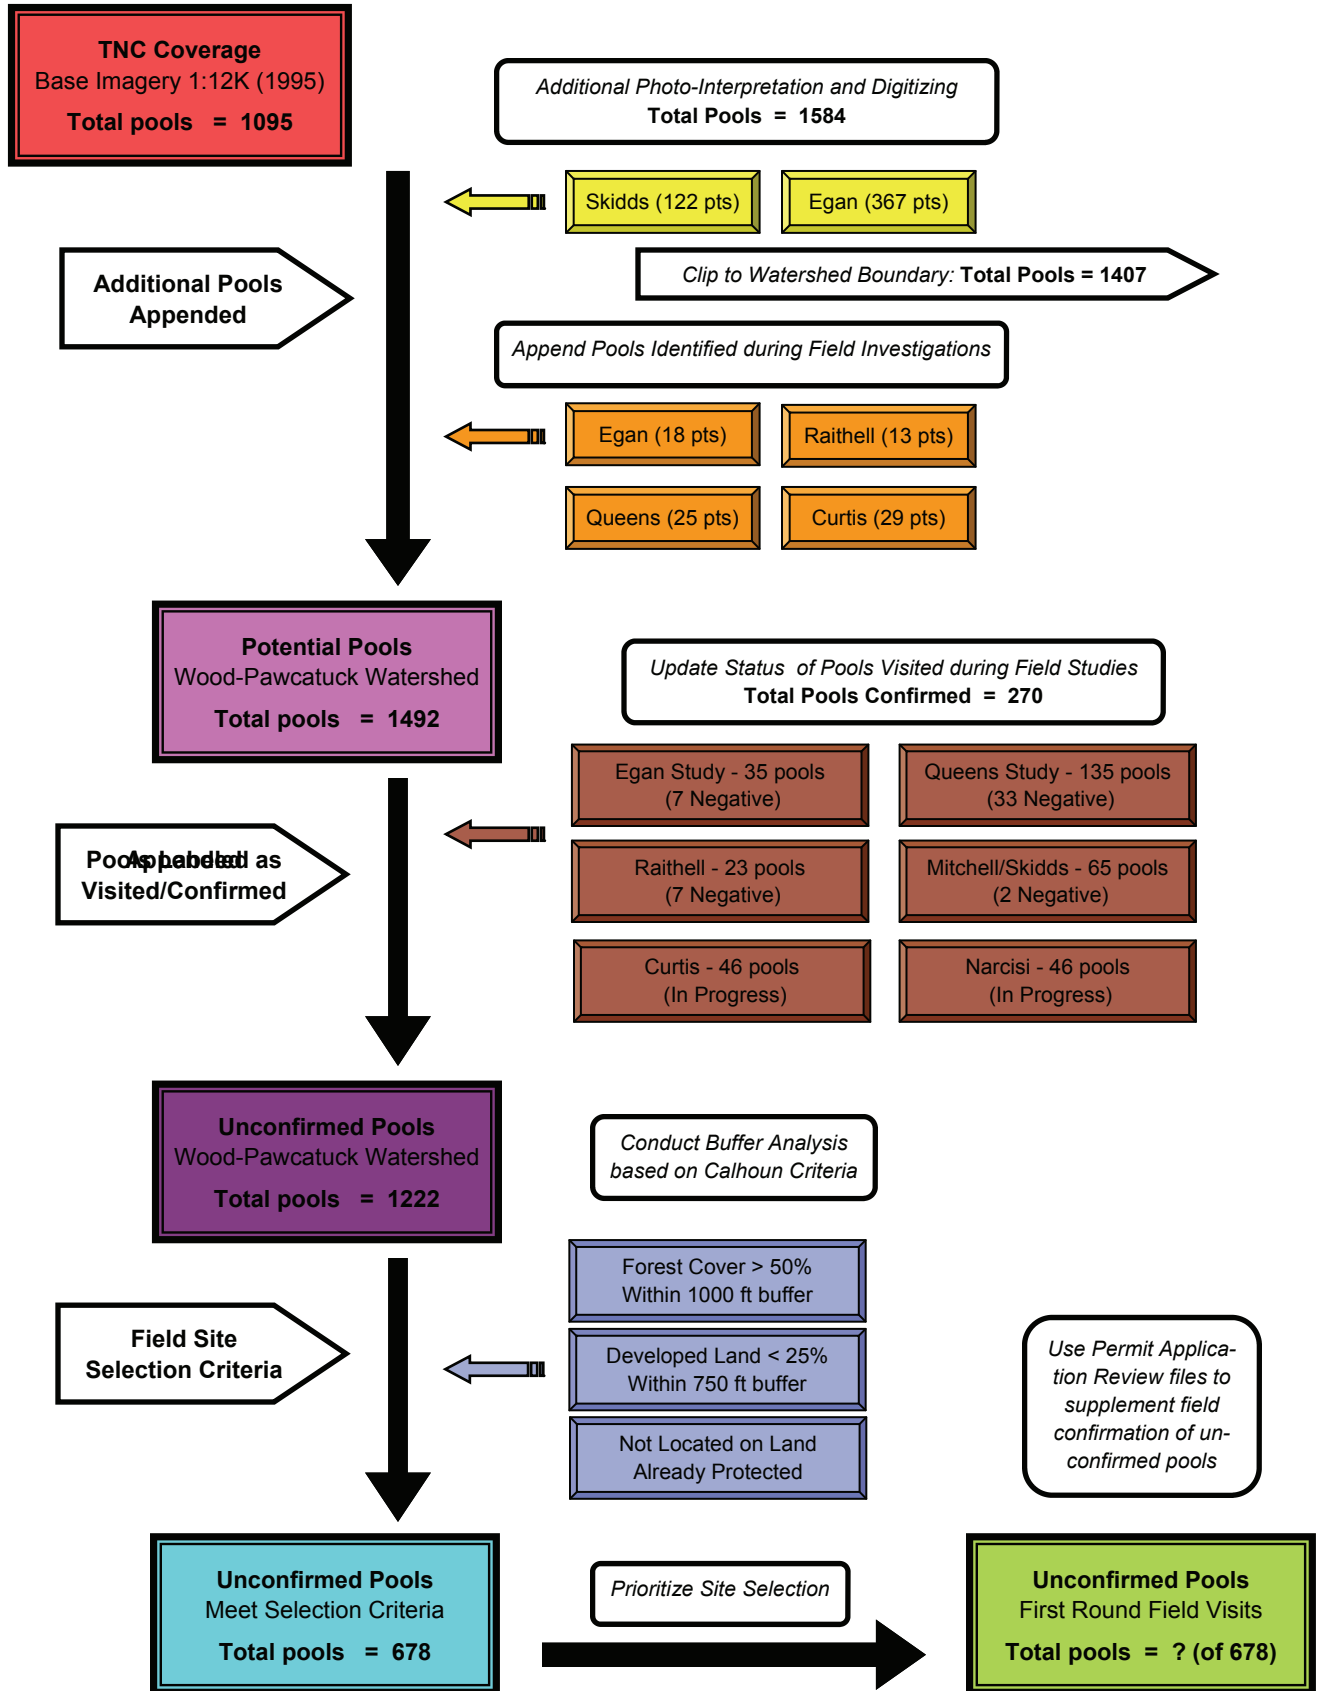 TNC Coverage
Base Imagery 1:12K (1995)
Total pools = 1095
Additional Photo-Interpretation and Digitizing
Total Pools = 1584
Skidds (122 pts)
Egan (367 pts)
Additional Pools
Appended
Clip to Watershed Boundary: Total Pools = 1407
Append Pools Identified during Field Investigations
Egan (18 pts)
Raithell (13 pts)
Queens (25 pts)
Curtis (29 pts)
Potential Pools
Wood-Pawcatuck Watershed
Total pools = 1492
Update Status of Pools Visited during Field Studies
Total Pools Confirmed = 270
Egan Study - 35 pools
(7 Negative)
Queens Study - 135 pools
(33 Negative)
Pools Labeled as
Appended
Visited/Confirmed
Raithell - 23 pools
(7 Negative)
Mitchell/Skidds - 65 pools
(2 Negative)
Curtis - 46 pools
(In Progress)
Narcisi - 46 pools
(In Progress)
Unconfirmed Pools
Wood-Pawcatuck Watershed
Total pools = 1222
Conduct Buffer Analysis
based on Calhoun Criteria
Forest Cover > 50%
Within 1000 ft buffer
Field Site
Selection Criteria
Developed Land < 25%
Within 750 ft buffer
Not Located on Land
Already Protected
Use Permit Applica-
tion Review files to
supplement field
confirmation of un-
confirmed pools
Unconfirmed Pools
Meet Selection Criteria
Total pools = 678
Prioritize Site Selection
Unconfirmed Pools
First Round Field Visits
Total pools = ? (of 678)